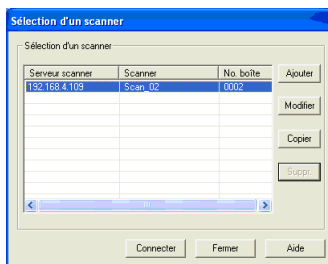 Sélection d'un scanner
Sélection d'un scanner
Serveur scanner Scanner No. boîte
192.168.4.109 Scan_02 0002
Ajouter
Modifier
Copier
Suppr.
Connecter Fermer Aide